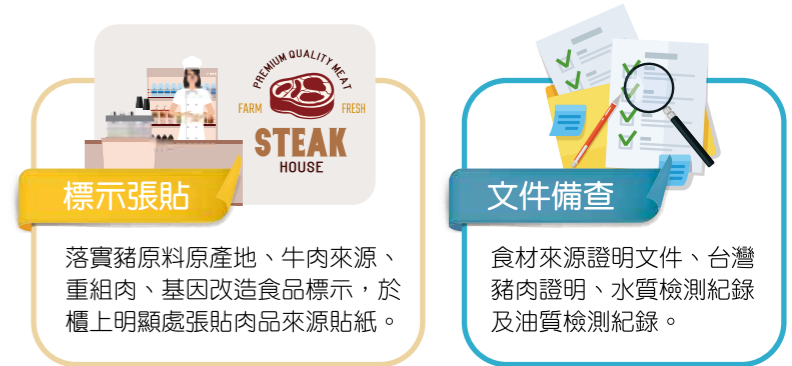 PREMIUM QUALITY MEAT
FARM FRESH
STEAK
HOUSE
標示張貼
落實豬原料原產地、牛肉來源、
重組肉、基因改造食品標示，於
櫃上明顯處張貼肉品來源貼紙。
文件備查
食材來源證明文件、台灣
豬肉證明、水質檢測紀錄
及油質檢測紀錄。